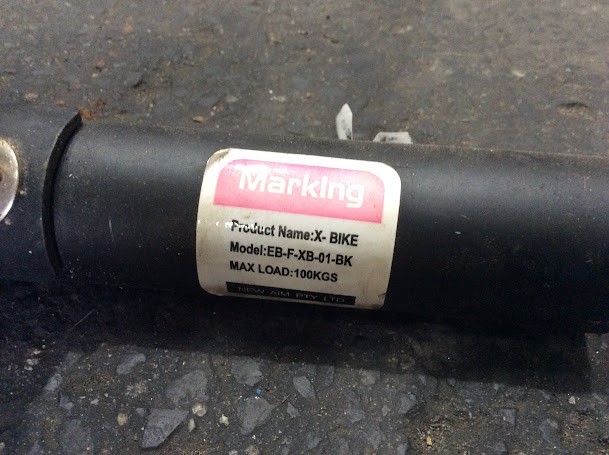 Marking
Product Name:X- BIKE
Model:EB-F-XB-01-BK
MAX LOAD:100KGS
NEW AIM PTY LTD